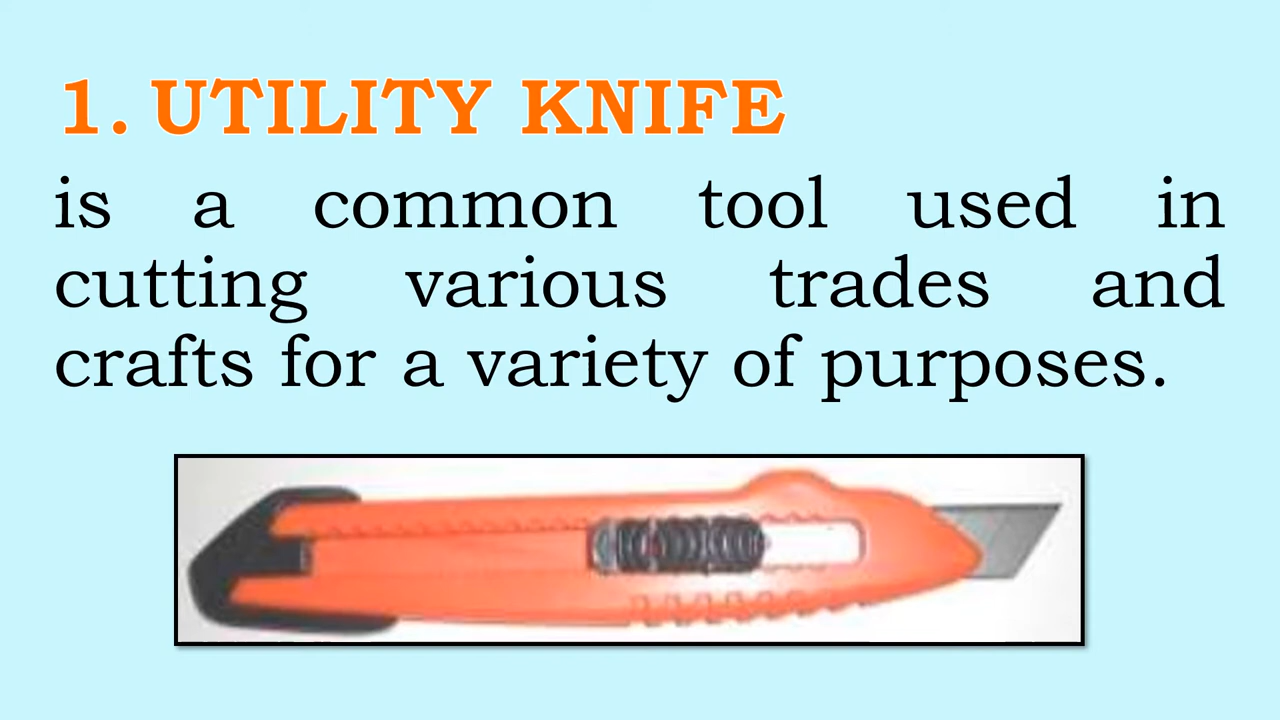 1. UTILITY KNIFE
is a common tool used in
cutting various trades and
crafts for a variety of purposes.